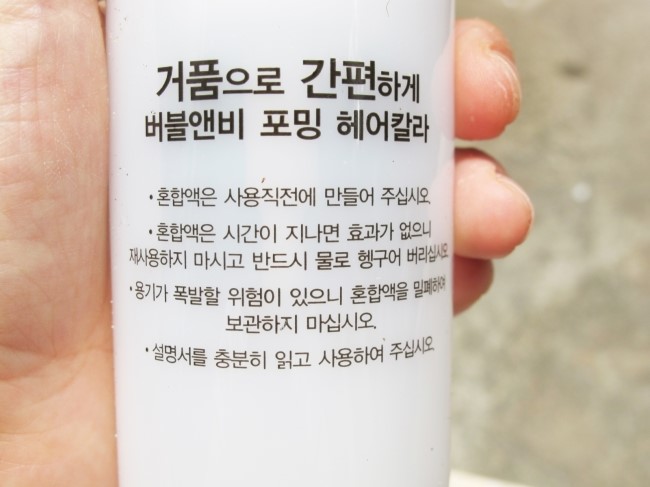 거품으로 간편하게
버블앤비 포밍 헤어칼라
·혼합액은 사용직전에 만들어 주십시오.
·혼합액은 시간이 지나면 효과가 없으니
재사용하지 마시고 반드시 물로 헹구어 버리십시오.
·용기가 폭발할 위험이 있으니 혼합액을 밀폐하여
보관하지 마십시오.
·설명서를 충분히 읽고 사용하여 주십시오.